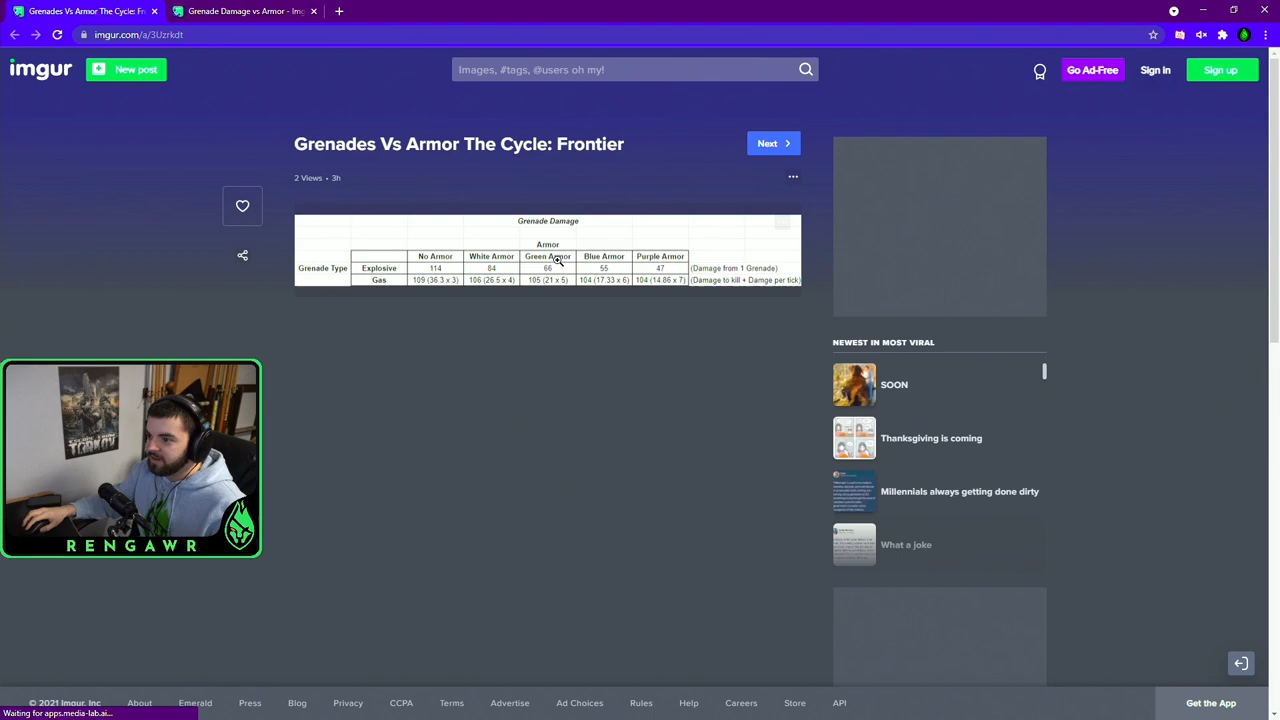 Grenades Vs Armor The Cycle: Fr
Grenade Damage vs Armor - Img
imgur.com/a/3Uzrkdt
imgur
New post
Images, #tags, @users oh my!
Go Ad-Free
Sign in
Sign up
Grenades Vs Armor The Cycle: Frontier
Next
2 Views • 3h
Grenade Damage
Armor
No Armor White Armor Green Armor Blue Armor Purple Armor
Grenade Type Explosive 114 84 66 55 47 (Damage from 1 Grenade)
Gas 109 (36.3 x 3) 106 (26.5 x 4) 105 (21 x 5) 104 (17.33 x 6) 104 (14.86 x 7) (Damage to kill + Damge per tick)
NEWEST IN MOST VIRAL
SOON
Thanksgiving is coming
Millennials always getting done dirty
What a joke
RENGAWR
© 2021 Imgur, Inc About Emerald Press Blog Privacy CCPA Terms Advertise Ad Choices Rules Help Careers Store API
Get the App
Waiting for apps.media-lab.ai...